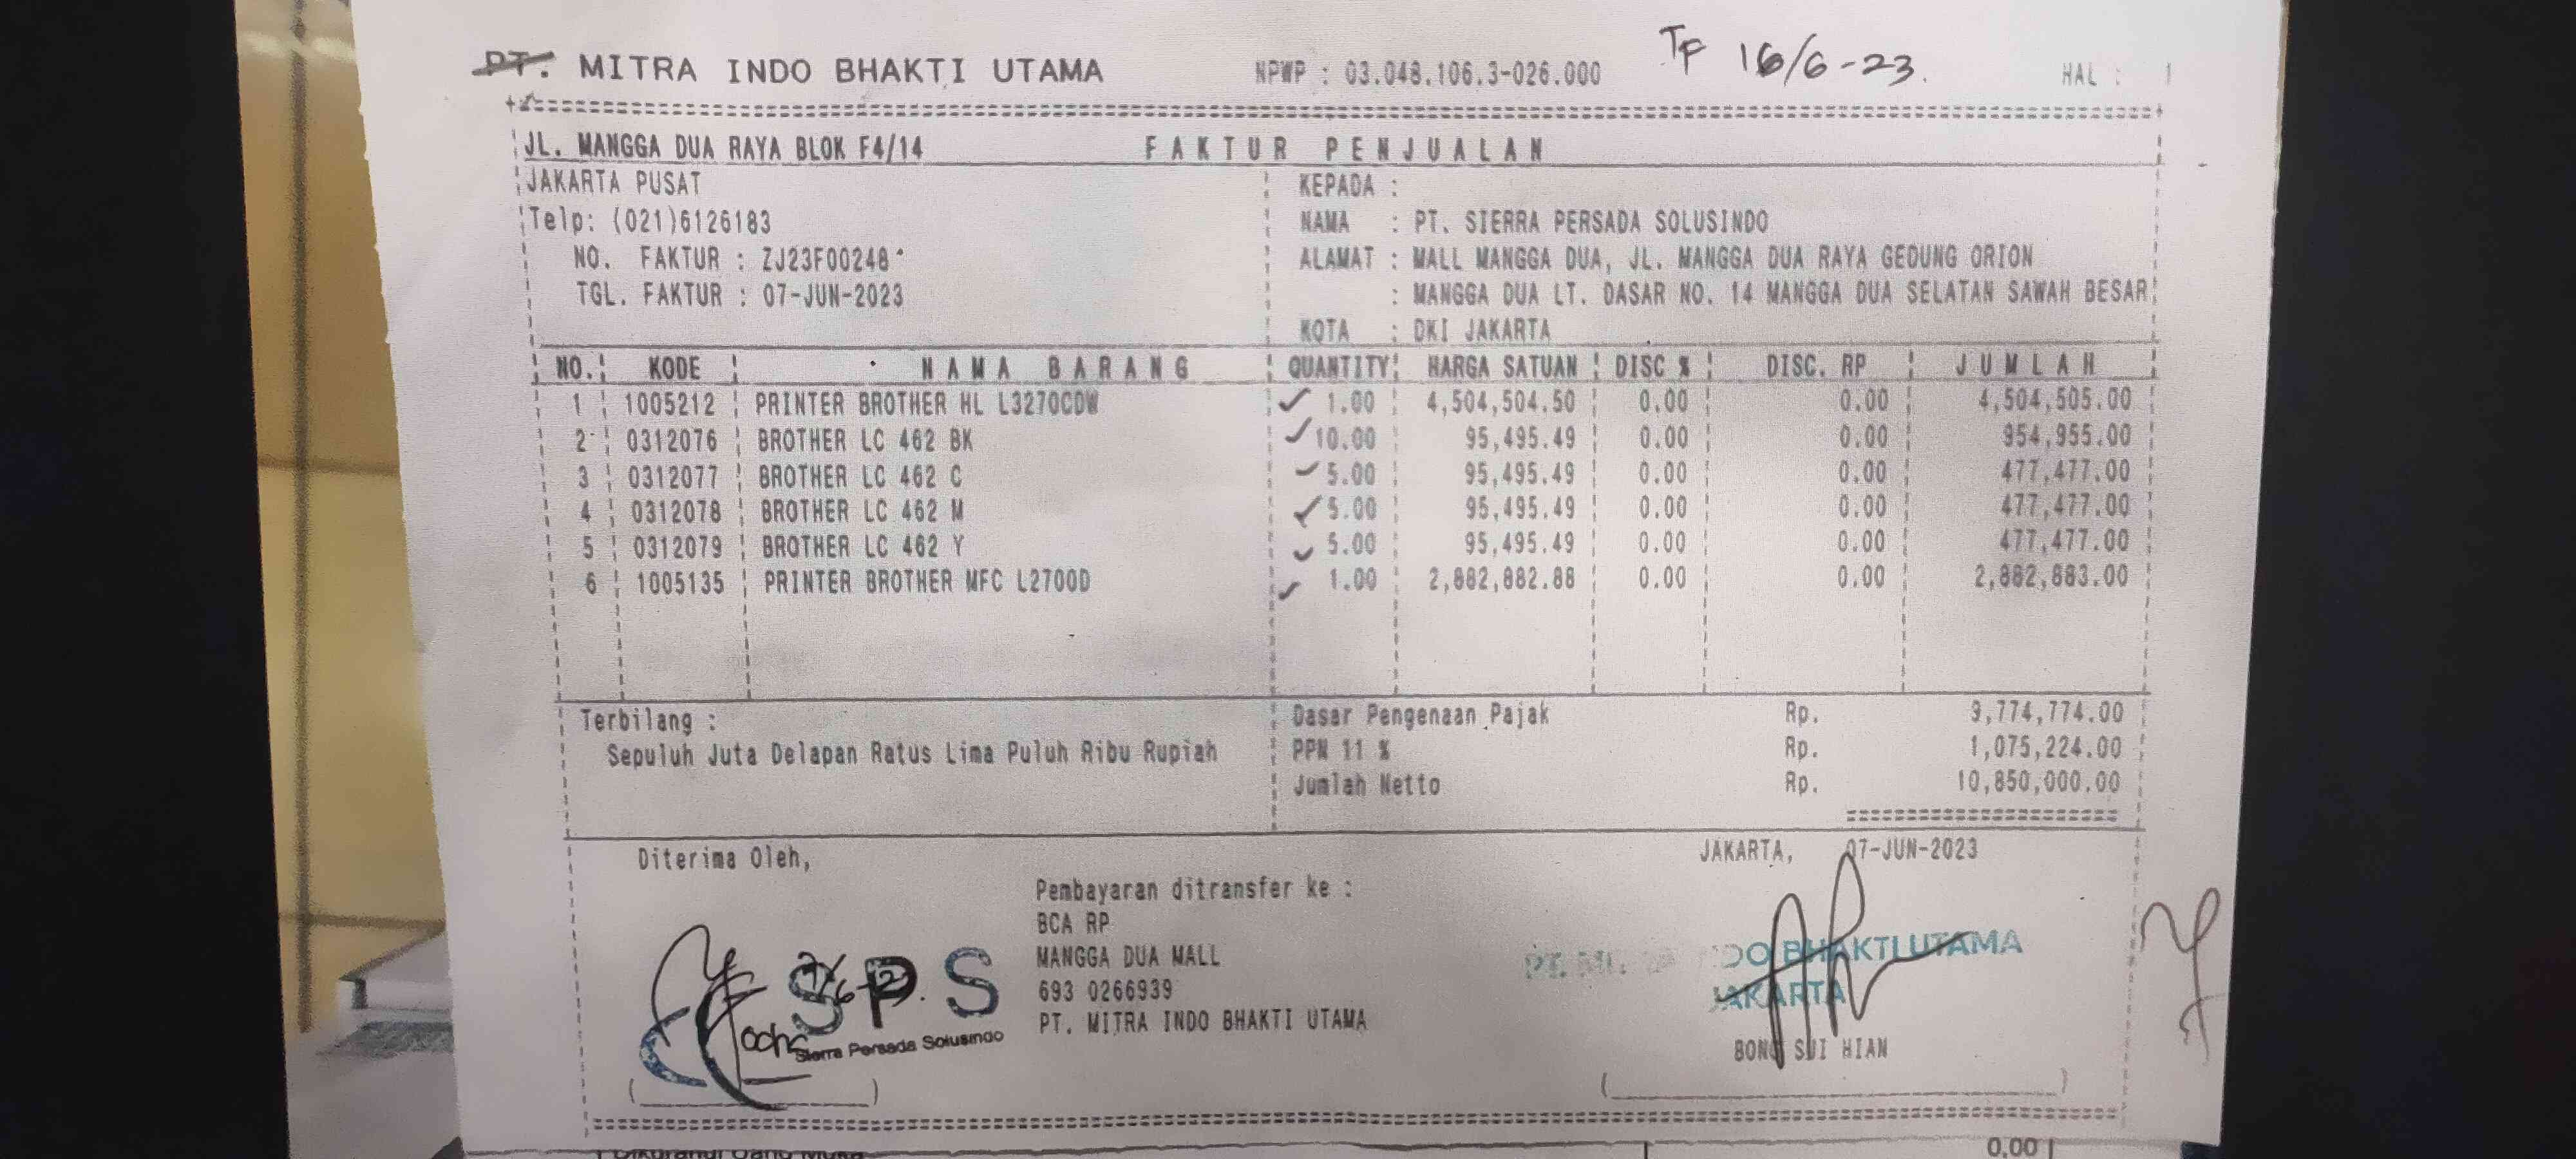 PT. MITRA INDO BHAKTI UTAMA NPWP : 03.048.106.3-026.000 TF 16/6-23. HAL : 1
JL. MANGGA DUA RAYA BLOK F4/14 FAKTUR PENJUALAN
JAKARTA PUSAT KEPADA :
Telp: (021)6126183 NAMA : PT. SIERRA PERSADA SOLUSINDO
NO. FAKTUR : ZJ23F00248 ALAMAT : MALL MANGGA DUA, JL. MANGGA DUA RAYA GEDUNG ORION
TGL. FAKTUR : 07-JUN-2023 : MANGGA DUA LT. DASAR NO. 14 MANGGA DUA SELATAN SAWAH BESAR
KOTA : DKI JAKARTA
NO. KODE NAMA BARANG QUANTITY HARGA SATUAN DISC % DISC. RP JUMLAH
1 1005212 PRINTER BROTHER HL L3270CDW 1.00 4,504,504.50 0.00 0.00 4,504,505.00
2 0312076 BROTHER LC 462 BK 10.00 95,495.49 0.00 0.00 954,955.00
3 0312077 BROTHER LC 462 C 5.00 95,495.49 0.00 0.00 477,477.00
4 0312078 BROTHER LC 462 M 5.00 95,495.49 0.00 0.00 477,477.00
5 0312079 BROTHER LC 462 Y 5.00 95,495.49 0.00 0.00 477,477.00
6 1005135 PRINTER BROTHER MFC L2700D 1.00 2,882,882.88 0.00 0.00 2,882,883.00
Terbilang : Dasar Pengenaan Pajak Rp. 9,774,774.00
Sepuluh Juta Delapan Ratus Lima Puluh Ribu Rupiah PPN 11 % Rp. 1,075,224.00
Jumlah Netto Rp. 10,850,000.00
Diterima Oleh, JAKARTA, 07-JUN-2023
Pembayaran ditransfer ke :
BCA RP
MANGGA DUA MALL
693 0266939
PT. MITRA INDO BHAKTI UTAMA
SPS
Sierra Persada Solusindo
BHAKTI UTAMA
JAKARTA
BONG SUI HIAN
0.00